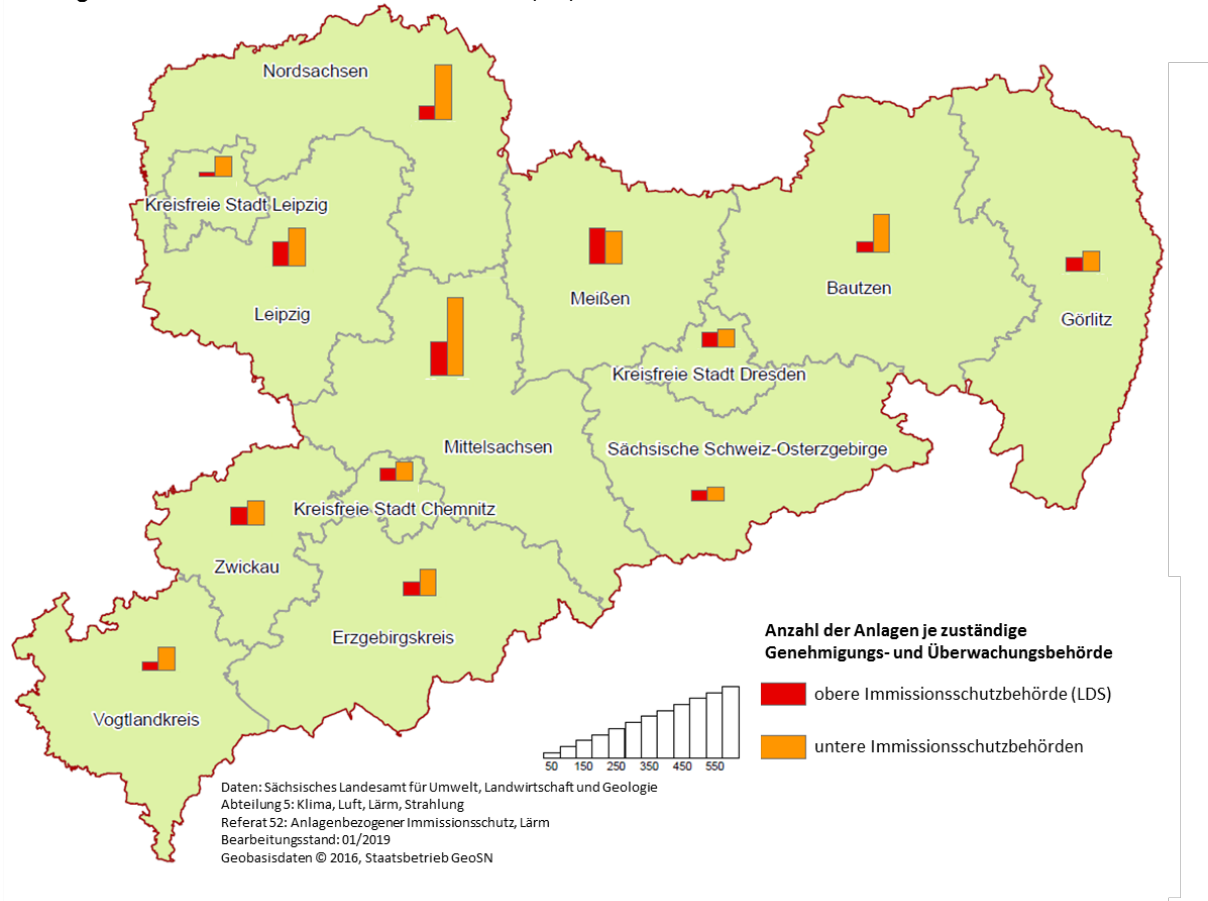 Nordsachsen
Kreisfreie Stadt Leipzig
Leipzig
Meißen
Bautzen
Görlitz
Kreisfreie Stadt Dresden
Mittelsachsen
Sächsische Schweiz-Osterzgebirge
Kreisfreie Stadt Chemnitz
Zwickau
Erzgebirgskreis
Vogtlandkreis
Anzahl der Anlagen je zuständige
Genehmigungs- und Überwachungsbehörde
obere Immissionsschutzbehörde (LDS)
untere Immissionsschutzbehörden
50 150 250 350 450 550
Daten: Sächsisches Landesamt für Umwelt, Landwirtschaft und Geologie
Abteilung 5: Klima, Luft, Lärm, Strahlung
Referat 52: Anlagenbezogener Immissionsschutz, Lärm
Bearbeitungsstand: 01/2019
Geobasisdaten © 2016, Staatsbetrieb GeoSN